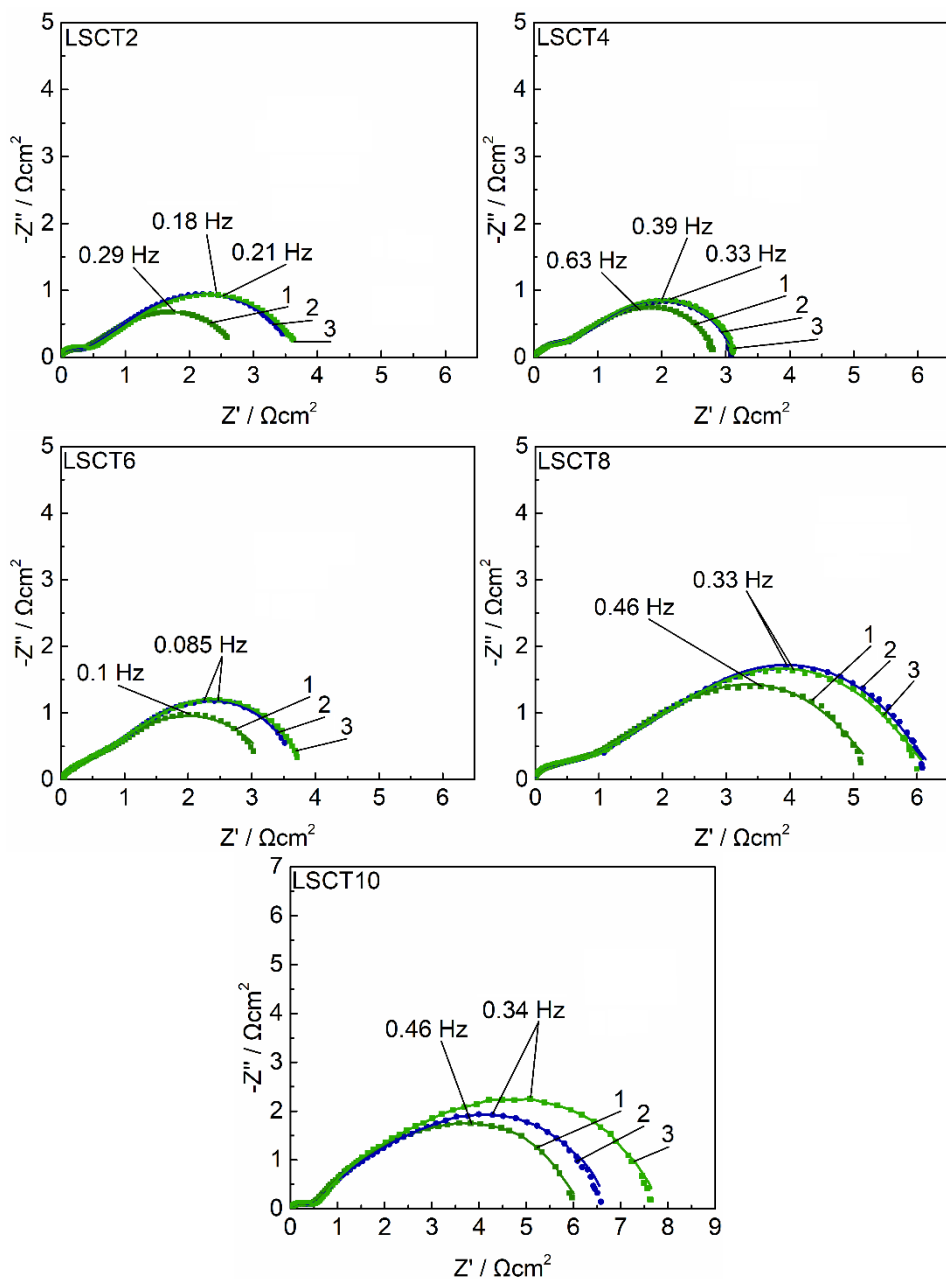 LSCT2
5
4
3
2
1
0
-Z" / Ωcm²
0.29 Hz
0.18 Hz
0.21 Hz
1
2
3
0 1 2 3 4 5 6
Z' / Ωcm²
LSCT4
5
4
3
2
1
0
-Z" / Ωcm²
0.63 Hz
0.39 Hz
0.33 Hz
1
2
3
0 1 2 3 4 5 6
Z' / Ωcm²
LSCT6
5
4
3
2
1
0
-Z" / Ωcm²
0.1 Hz
0.085 Hz
1
2
3
0 1 2 3 4 5 6
Z' / Ωcm²
LSCT8
5
4
3
2
1
0
-Z" / Ωcm²
0.46 Hz
0.33 Hz
1
2
3
0 1 2 3 4 5 6
Z' / Ωcm²
LSCT10
7
6
5
4
3
2
1
0
-Z" / Ωcm²
0.46 Hz
0.34 Hz
1
2
3
0 1 2 3 4 5 6 7 8 9
Z' / Ωcm²